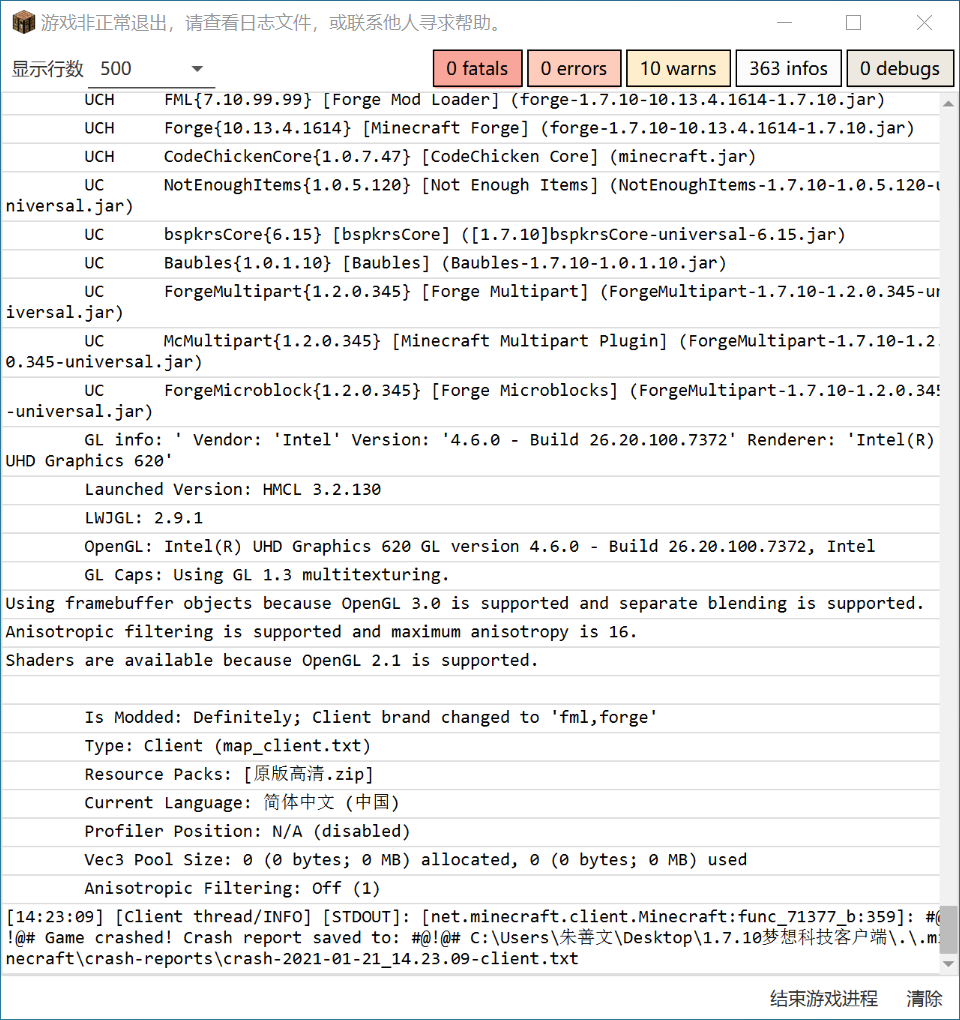 游戏非正常退出，请查看日志文件，或联系他人寻求帮助。
显示行数 500 0 fatals 0 errors 10 warns 363 infos 0 debugs
UCH FML{7.10.99.99} [Forge Mod Loader] (forge-1.7.10-10.13.4.1614-1.7.10.jar)
UCH Forge{10.13.4.1614} [Minecraft Forge] (forge-1.7.10-10.13.4.1614-1.7.10.jar)
UCH CodeChickenCore{1.0.7.47} [CodeChicken Core] (minecraft.jar)
UC NotEnoughItems{1.0.5.120} [Not Enough Items] (NotEnoughItems-1.7.10-1.0.5.120-u
niversal.jar)
UC bspkrsCore{6.15} [bspkrsCore] ([1.7.10]bspkrsCore-universal-6.15.jar)
UC Baubles{1.0.1.10} [Baubles] (Baubles-1.7.10-1.0.1.10.jar)
UC ForgeMultipart{1.2.0.345} [Forge Multipart] (ForgeMultipart-1.7.10-1.2.0.345-un
iversal.jar)
UC McMultipart{1.2.0.345} [Minecraft Multipart Plugin] (ForgeMultipart-1.7.10-1.2.
0.345-universal.jar)
UC ForgeMicroblock{1.2.0.345} [Forge Microblocks] (ForgeMultipart-1.7.10-1.2.0.345
-universal.jar)
GL info: ' Vendor: 'Intel' Version: '4.6.0 - Build 26.20.100.7372' Renderer: 'Intel(R)
UHD Graphics 620'
Launched Version: HMCL 3.2.130
LWJGL: 2.9.1
OpenGL: Intel(R) UHD Graphics 620 GL version 4.6.0 - Build 26.20.100.7372, Intel
GL Caps: Using GL 1.3 multitexturing.
Using framebuffer objects because OpenGL 3.0 is supported and separate blending is supported.
Anisotropic filtering is supported and maximum anisotropy is 16.
Shaders are available because OpenGL 2.1 is supported.
Is Modded: Definitely; Client brand changed to 'fml,forge'
Type: Client (map_client.txt)
Resource Packs: [原版高清.zip]
Current Language: 简体中文 (中国)
Profiler Position: N/A (disabled)
Vec3 Pool Size: 0 (0 bytes; 0 MB) allocated, 0 (0 bytes; 0 MB) used
Anisotropic Filtering: Off (1)
[14:23:09] [Client thread/INFO] [STDOUT]: [net.minecraft.client.Minecraft:func_71377_b:359]: #@
!@# Game crashed! Crash report saved to: #@!@# C:\Users\朱善文\Desktop\1.7.10梦想科技客户端\.\.mi
necraft\crash-reports\crash-2021-01-21_14.23.09-client.txt
结束游戏进程 清除